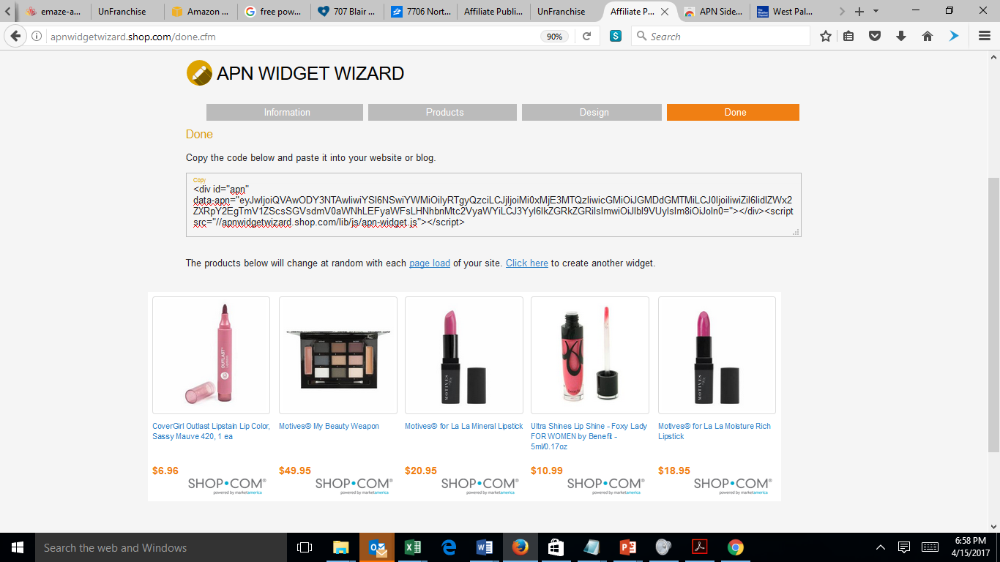 emaze-a...
UnFranchise
Amazon ...
free pow...
707 Blair ...
7706 Nort...
Affiliate Publi...
UnFranchise
Affiliate P...
APN Side...
West Pal...
apnwidgetwizard.shop.com/done.cfm
90%
Search
APN WIDGET WIZARD
Information
Products
Design
Done
Done
Copy the code below and paste it into your website or blog.
Copy
<div id="apn"
src="//apnwidgetwizard.shop.com/lib/js/apn-widget.js"></script>
The products below will change at random with each page load of your site. Click here to create another widget.
CoverGirl Outlast Lipstain Lip Color,
Sassy Mauve 420, 1 ea
$6.96
SHOP•COM®
powered by marketamerica
Motives® My Beauty Weapon
$49.95
SHOP•COM®
powered by marketamerica
Motives® for La La Mineral Lipstick
$20.95
SHOP•COM®
powered by marketamerica
Ultra Shines Lip Shine - Foxy Lady
FOR WOMEN by Benefit -
5ml/0.17oz
$10.99
SHOP•COM®
powered by marketamerica
Motives® for La La Moisture Rich
Lipstick
$18.95
SHOP•COM®
powered by marketamerica
OUTLAST
MOTIVES
MOTIVES
Search the web and Windows
6:58 PM
4/15/2017